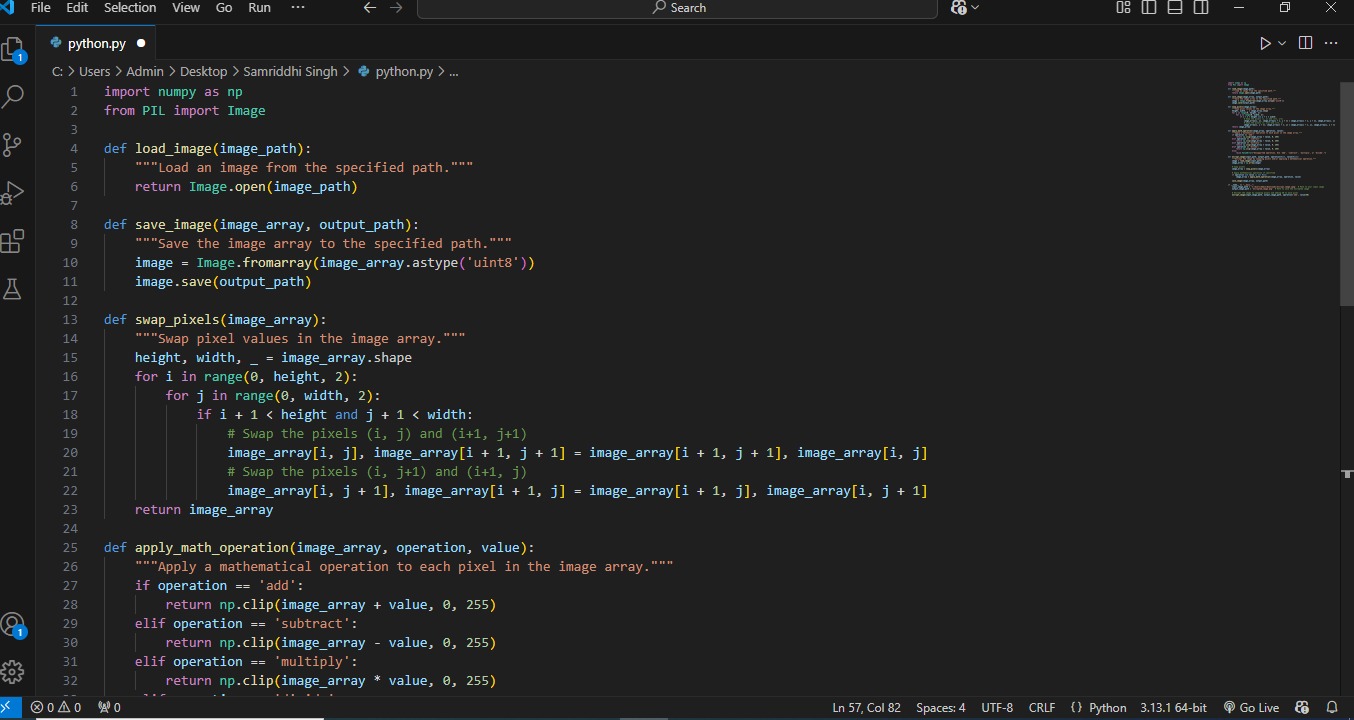 File Edit Selection View Go Run ··· Search
python.py
C: > Users > Admin > Desktop > Samriddhi Singh > python.py > ...
1 import numpy as np
2 from PIL import Image
3
4 def load_image(image_path):
5     """Load an image from the specified path."""
6     return Image.open(image_path)
7
8 def save_image(image_array, output_path):
9     """Save the image array to the specified path."""
10     image = Image.fromarray(image_array.astype('uint8'))
11     image.save(output_path)
12
13 def swap_pixels(image_array):
14     """Swap pixel values in the image array."""
15     height, width, _ = image_array.shape
16     for i in range(0, height, 2):
17         for j in range(0, width, 2):
18             if i + 1 < height and j + 1 < width:
19                 # Swap the pixels (i, j) and (i+1, j+1)
20                 image_array[i, j], image_array[i + 1, j + 1] = image_array[i + 1, j + 1], image_array[i, j]
21                 # Swap the pixels (i, j+1) and (i+1, j)
22                 image_array[i, j + 1], image_array[i + 1, j] = image_array[i + 1, j], image_array[i, j + 1]
23     return image_array
24
25 def apply_math_operation(image_array, operation, value):
26     """Apply a mathematical operation to each pixel in the image array."""
27     if operation == 'add':
28         return np.clip(image_array + value, 0, 255)
29     elif operation == 'subtract':
30         return np.clip(image_array - value, 0, 255)
31     elif operation == 'multiply':
32         return np.clip(image_array * value, 0, 255)
1
1
0 0 0 Ln 57, Col 82 Spaces: 4 UTF-8 CRLF {} Python 3.13.1 64-bit Go Live